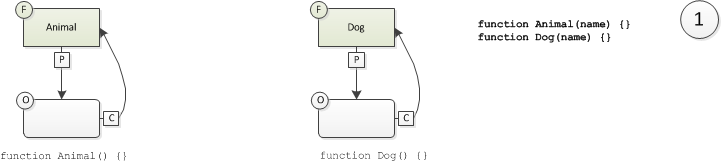 F
Animal
P
O
C
function Animal() {}
F
Dog
P
O
C
function Dog() {}
function Animal(name) {}
function Dog(name) {}
1